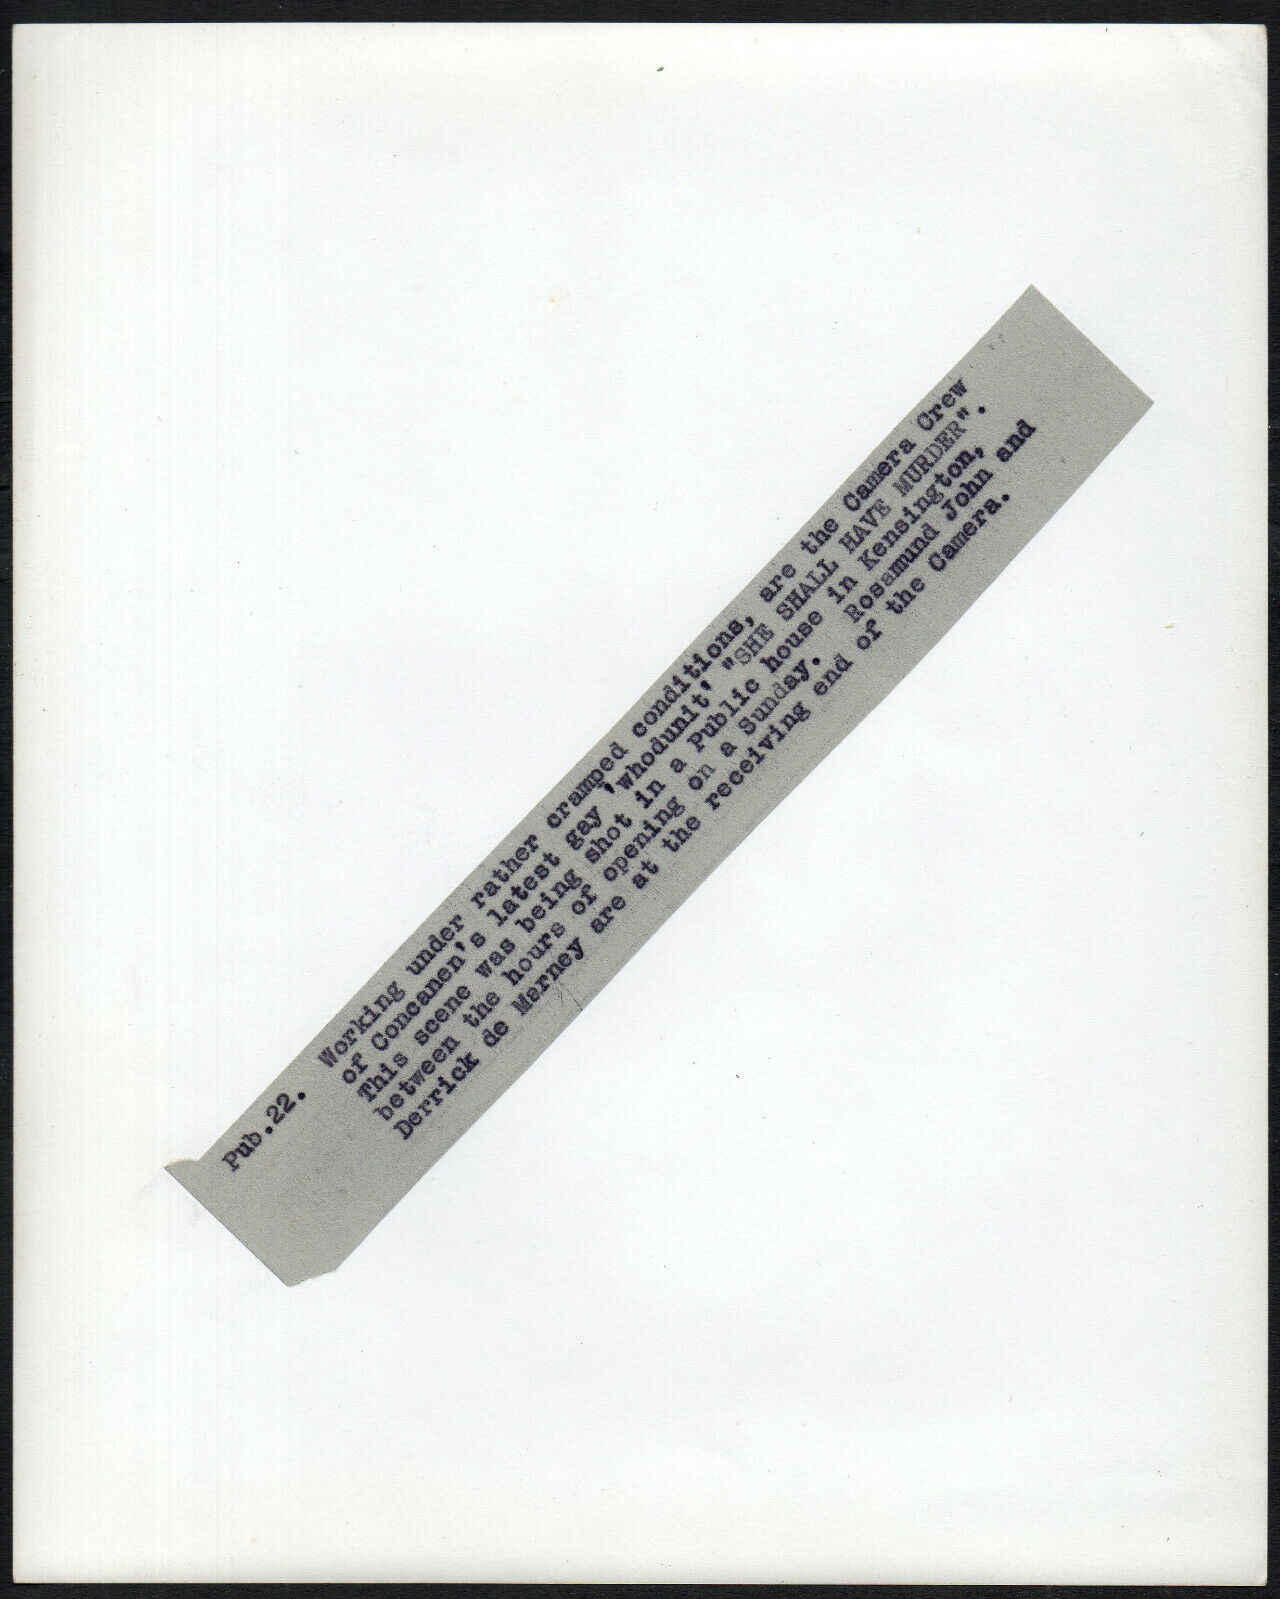 Pub.22. Working under rather cramped conditions, are the Camera Crew
of Concanen's latest gay 'whodunit' "SHE SHALL HAVE MURDER".
This scene was being shot in a Public house in Kensington,
between the hours of opening on a Sunday. Rosamund John and
Derrick de Marney are at the receiving end of the Camera.